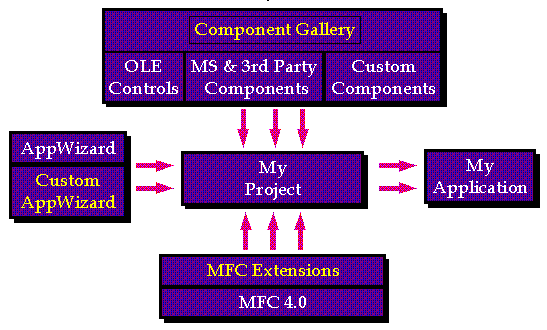 Component Gallery
OLE
Controls
MS & 3rd Party
Components
Custom
Components
AppWizard
Custom
AppWizard
My
Project
My
Application
MFC Extensions
MFC 4.0